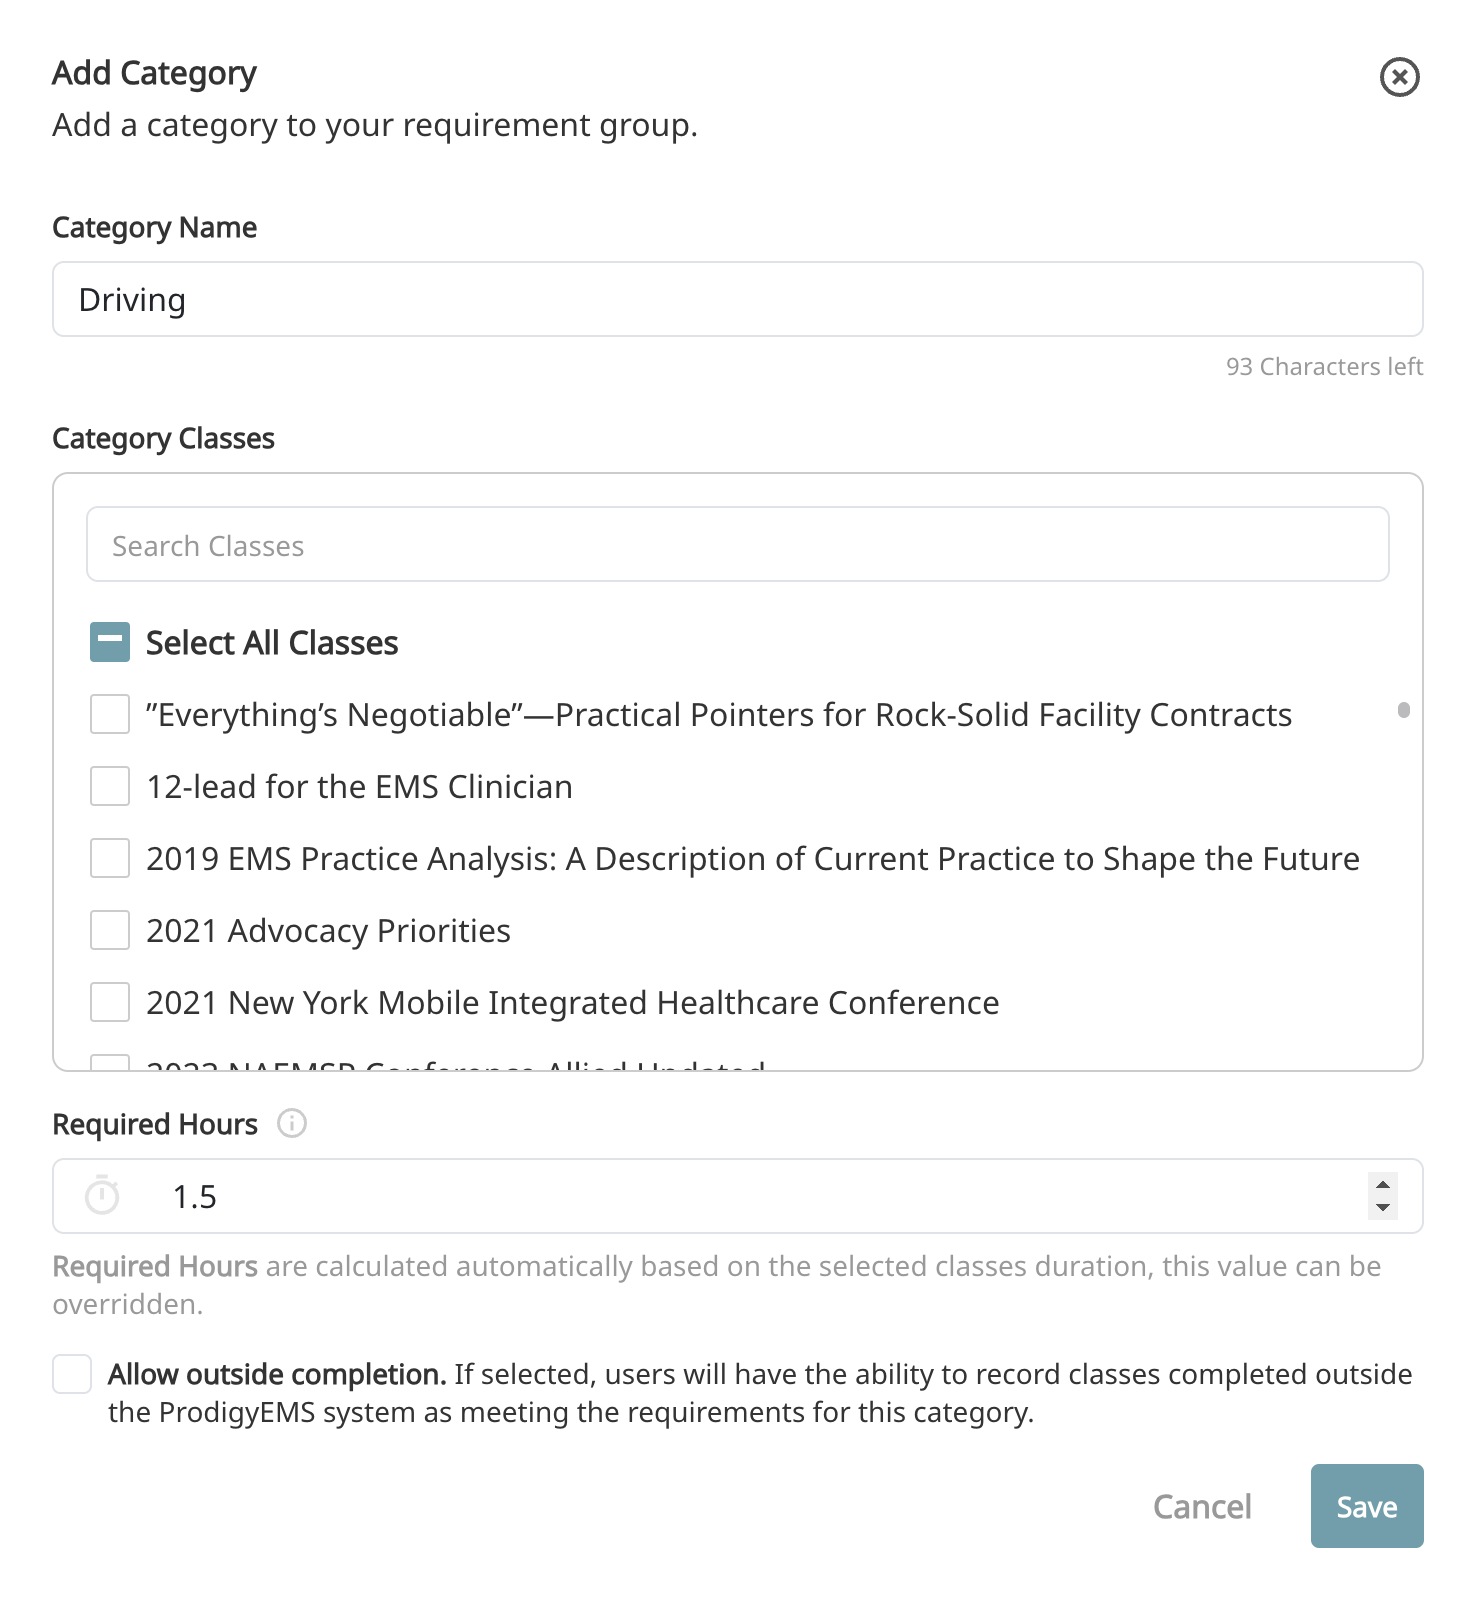 Add Category
Add a category to your requirement group.
Category Name
Driving
93 Characters left
Category Classes
Search Classes
Select All Classes
”Everything’s Negotiable”—Practical Pointers for Rock-Solid Facility Contracts
12-lead for the EMS Clinician
2019 EMS Practice Analysis: A Description of Current Practice to Shape the Future
2021 Advocacy Priorities
2021 New York Mobile Integrated Healthcare Conference
NAEMSP Conference Allied Updated
Required Hours
1.5
Required Hours are calculated automatically based on the selected classes duration, this value can be
overridden.
Allow outside completion. If selected, users will have the ability to record classes completed outside
the ProdigyEMS system as meeting the requirements for this category.
Cancel
Save